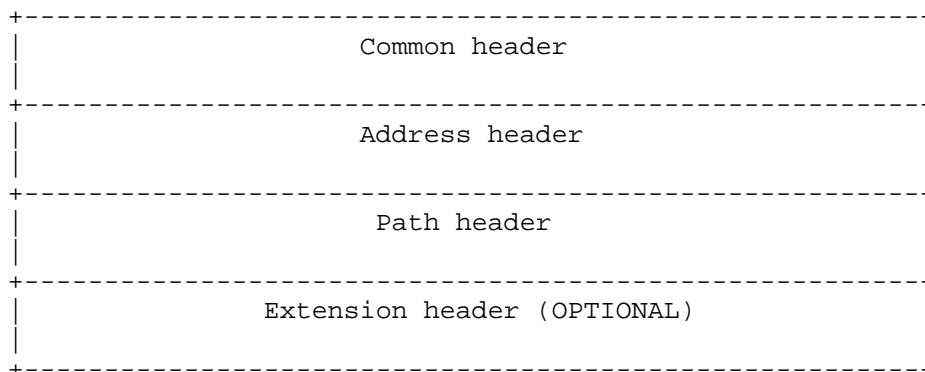 Common header
Address header
Path header
Extension header (OPTIONAL)